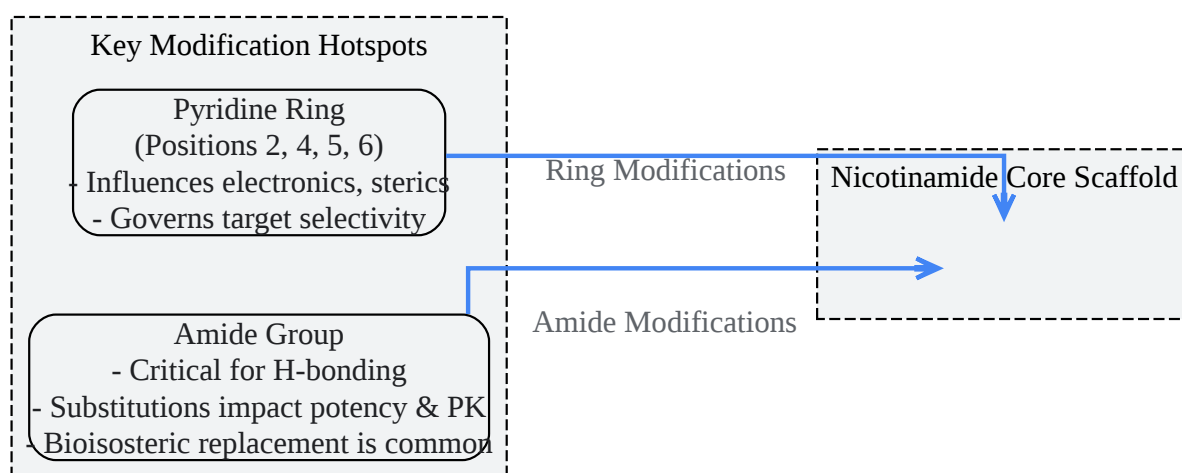 Key Modification Hotspots
Pyridine Ring
(Positions 2, 4, 5, 6)
- Influences electronics, sterics
- Governs target selectivity
Ring Modifications
Nicotinamide Core Scaffold
Amide Group
- Critical for H-bonding
- Substitutions impact potency & PK
- Bioisosteric replacement is common
Amide Modifications